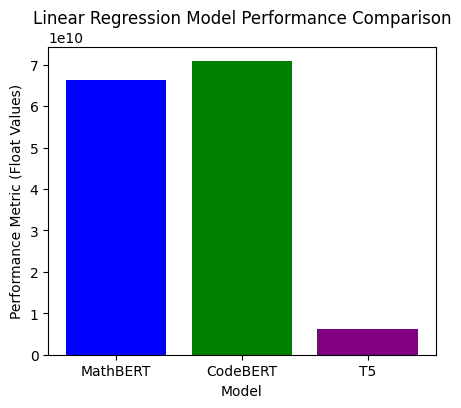 Linear Regression Model Performance Comparison
1e10
7
6
5
4
3
2
1
0
Performance Metric (Float Values)
MathBERT CodeBERT T5
Model